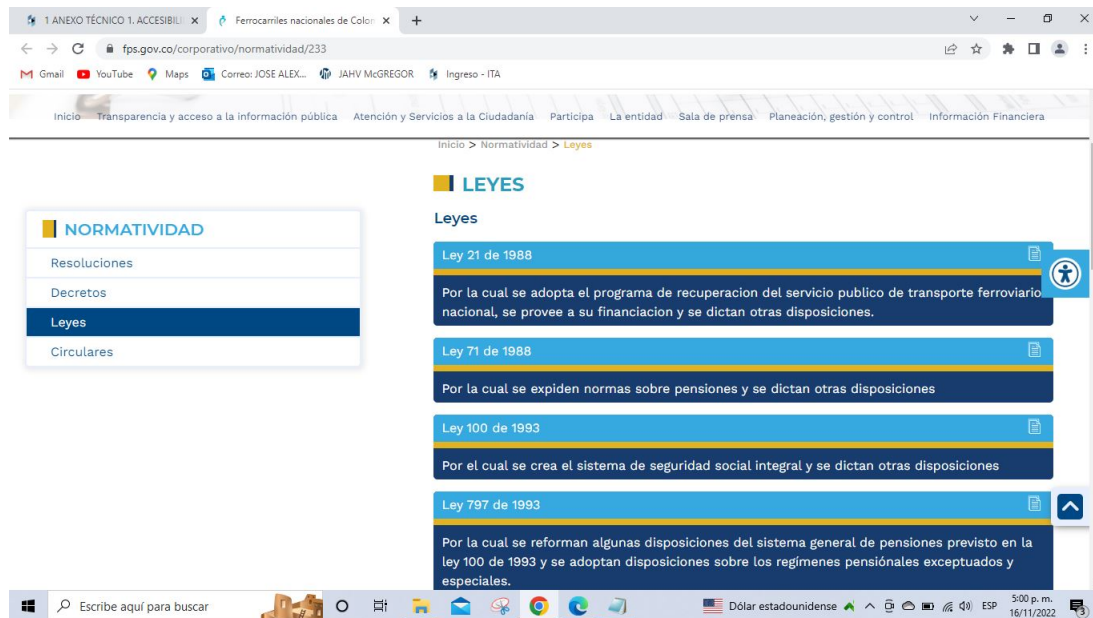 1 ANEXO TÉCNICO 1. ACCESIBILI
Ferrocarriles nacionales de Colom
fps.gov.co/corporativo/normatividad/233
Gmail YouTube Maps Correo: JOSE ALEX... JAHV McGREGOR Ingreso - ITA
Inicio Transparencia y acceso a la información pública Atención y Servicios a la Ciudadanía Participa La entidad Sala de prensa Planeación, gestión y control Información Financiera
Inicio > Normatividad > Leyes
LEYES
Leyes
NORMATIVIDAD
Resoluciones
Decretos
Leyes
Circulares
Ley 21 de 1988
Por la cual se adopta el programa de recuperacion del servicio publico de transporte ferroviario
nacional, se provee a su financiacion y se dictan otras disposiciones.
Ley 71 de 1988
Por la cual se expiden normas sobre pensiones y se dictan otras disposiciones
Ley 100 de 1993
Por el cual se crea el sistema de seguridad social integral y se dictan otras disposiciones
Ley 797 de 1993
Por la cual se reforman algunas disposiciones del sistema general de pensiones previsto en la
ley 100 de 1993 y se adoptan disposiciones sobre los regímenes pensiónales exceptuados y
especiales.
Escribe aquí para buscar
Dólar estadounidense
ESP
5:00 p. m.
16/11/2022
3